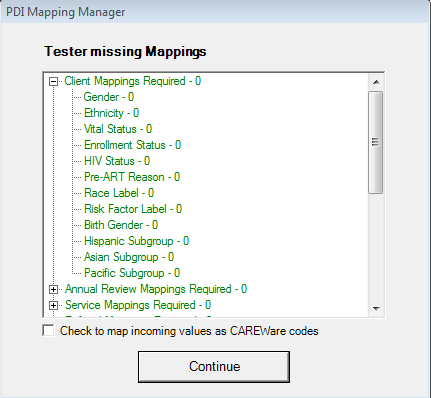 PDI Mapping Manager
Tester missing Mappings
Client Mappings Required - 0
Gender - 0
Ethnicity - 0
Vital Status - 0
Enrollment Status - 0
HIV Status - 0
Pre-ART Reason - 0
Race Label - 0
Risk Factor Label - 0
Birth Gender - 0
Hispanic Subgroup - 0
Asian Subgroup - 0
Pacific Subgroup - 0
Annual Review Mappings Required - 0
Service Mappings Required - 0
Check to map incoming values as CAREWare codes
Continue